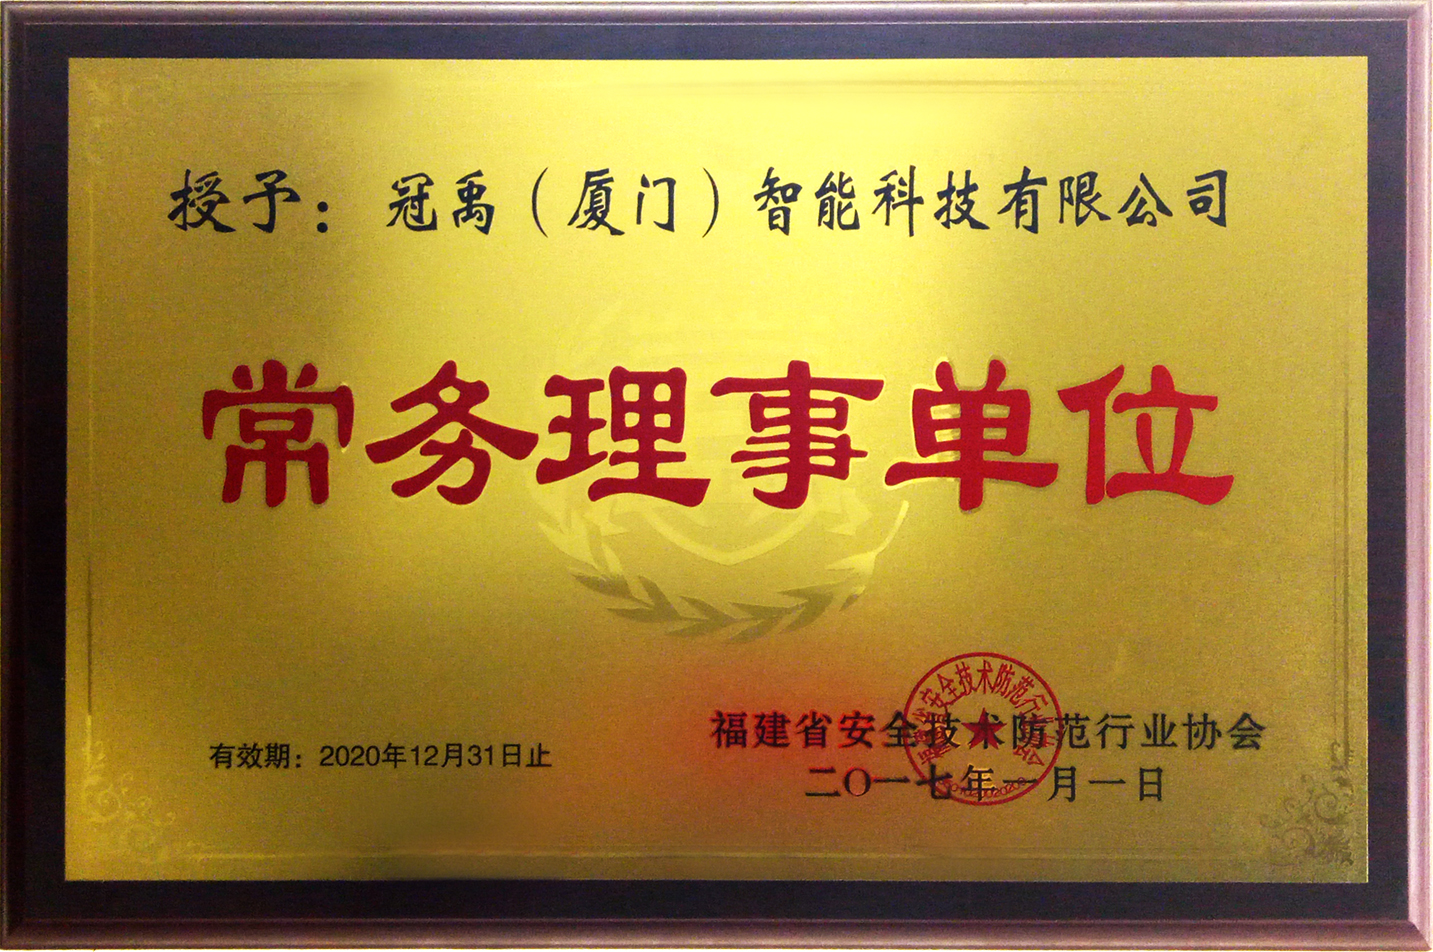 授予：冠禹（厦门）智能科技有限公司
常务理事单位
有效期：2020年12月31日止
福建省安全技术防范行业协会
二〇一七年一月一日